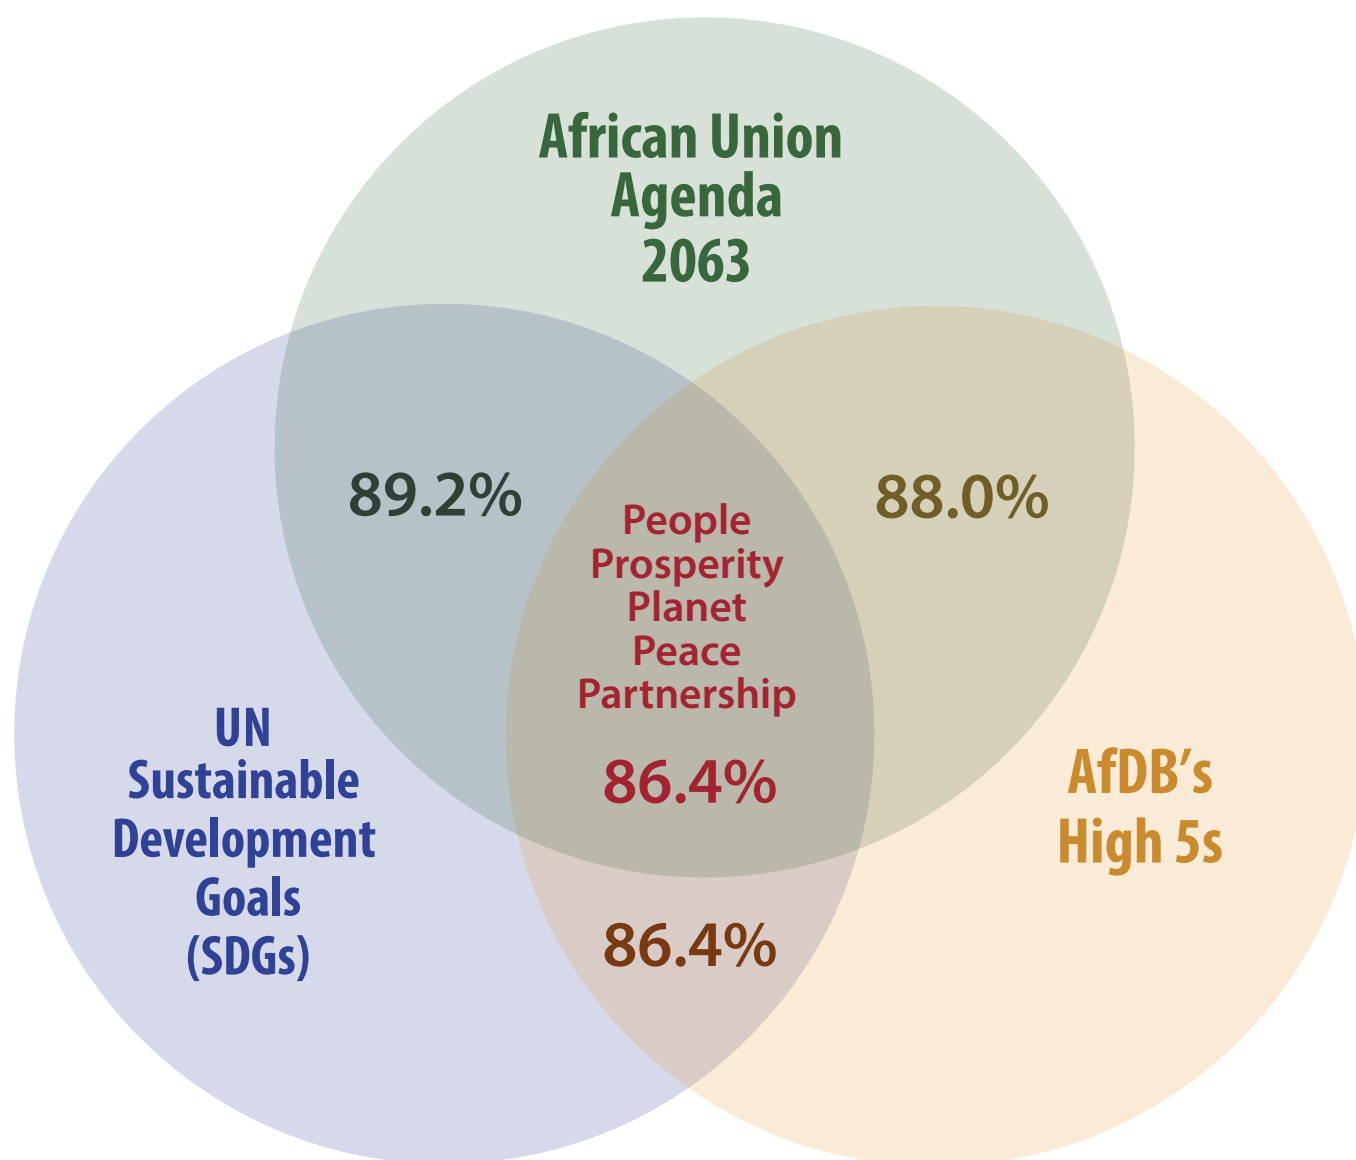 African Union
Agenda
2063
89.2%
88.0%
People
Prosperity
Planet
Peace
Partnership
86.4%
UN
Sustainable
Development
Goals
(SDGs)
AfDB’s
High 5s
86.4%